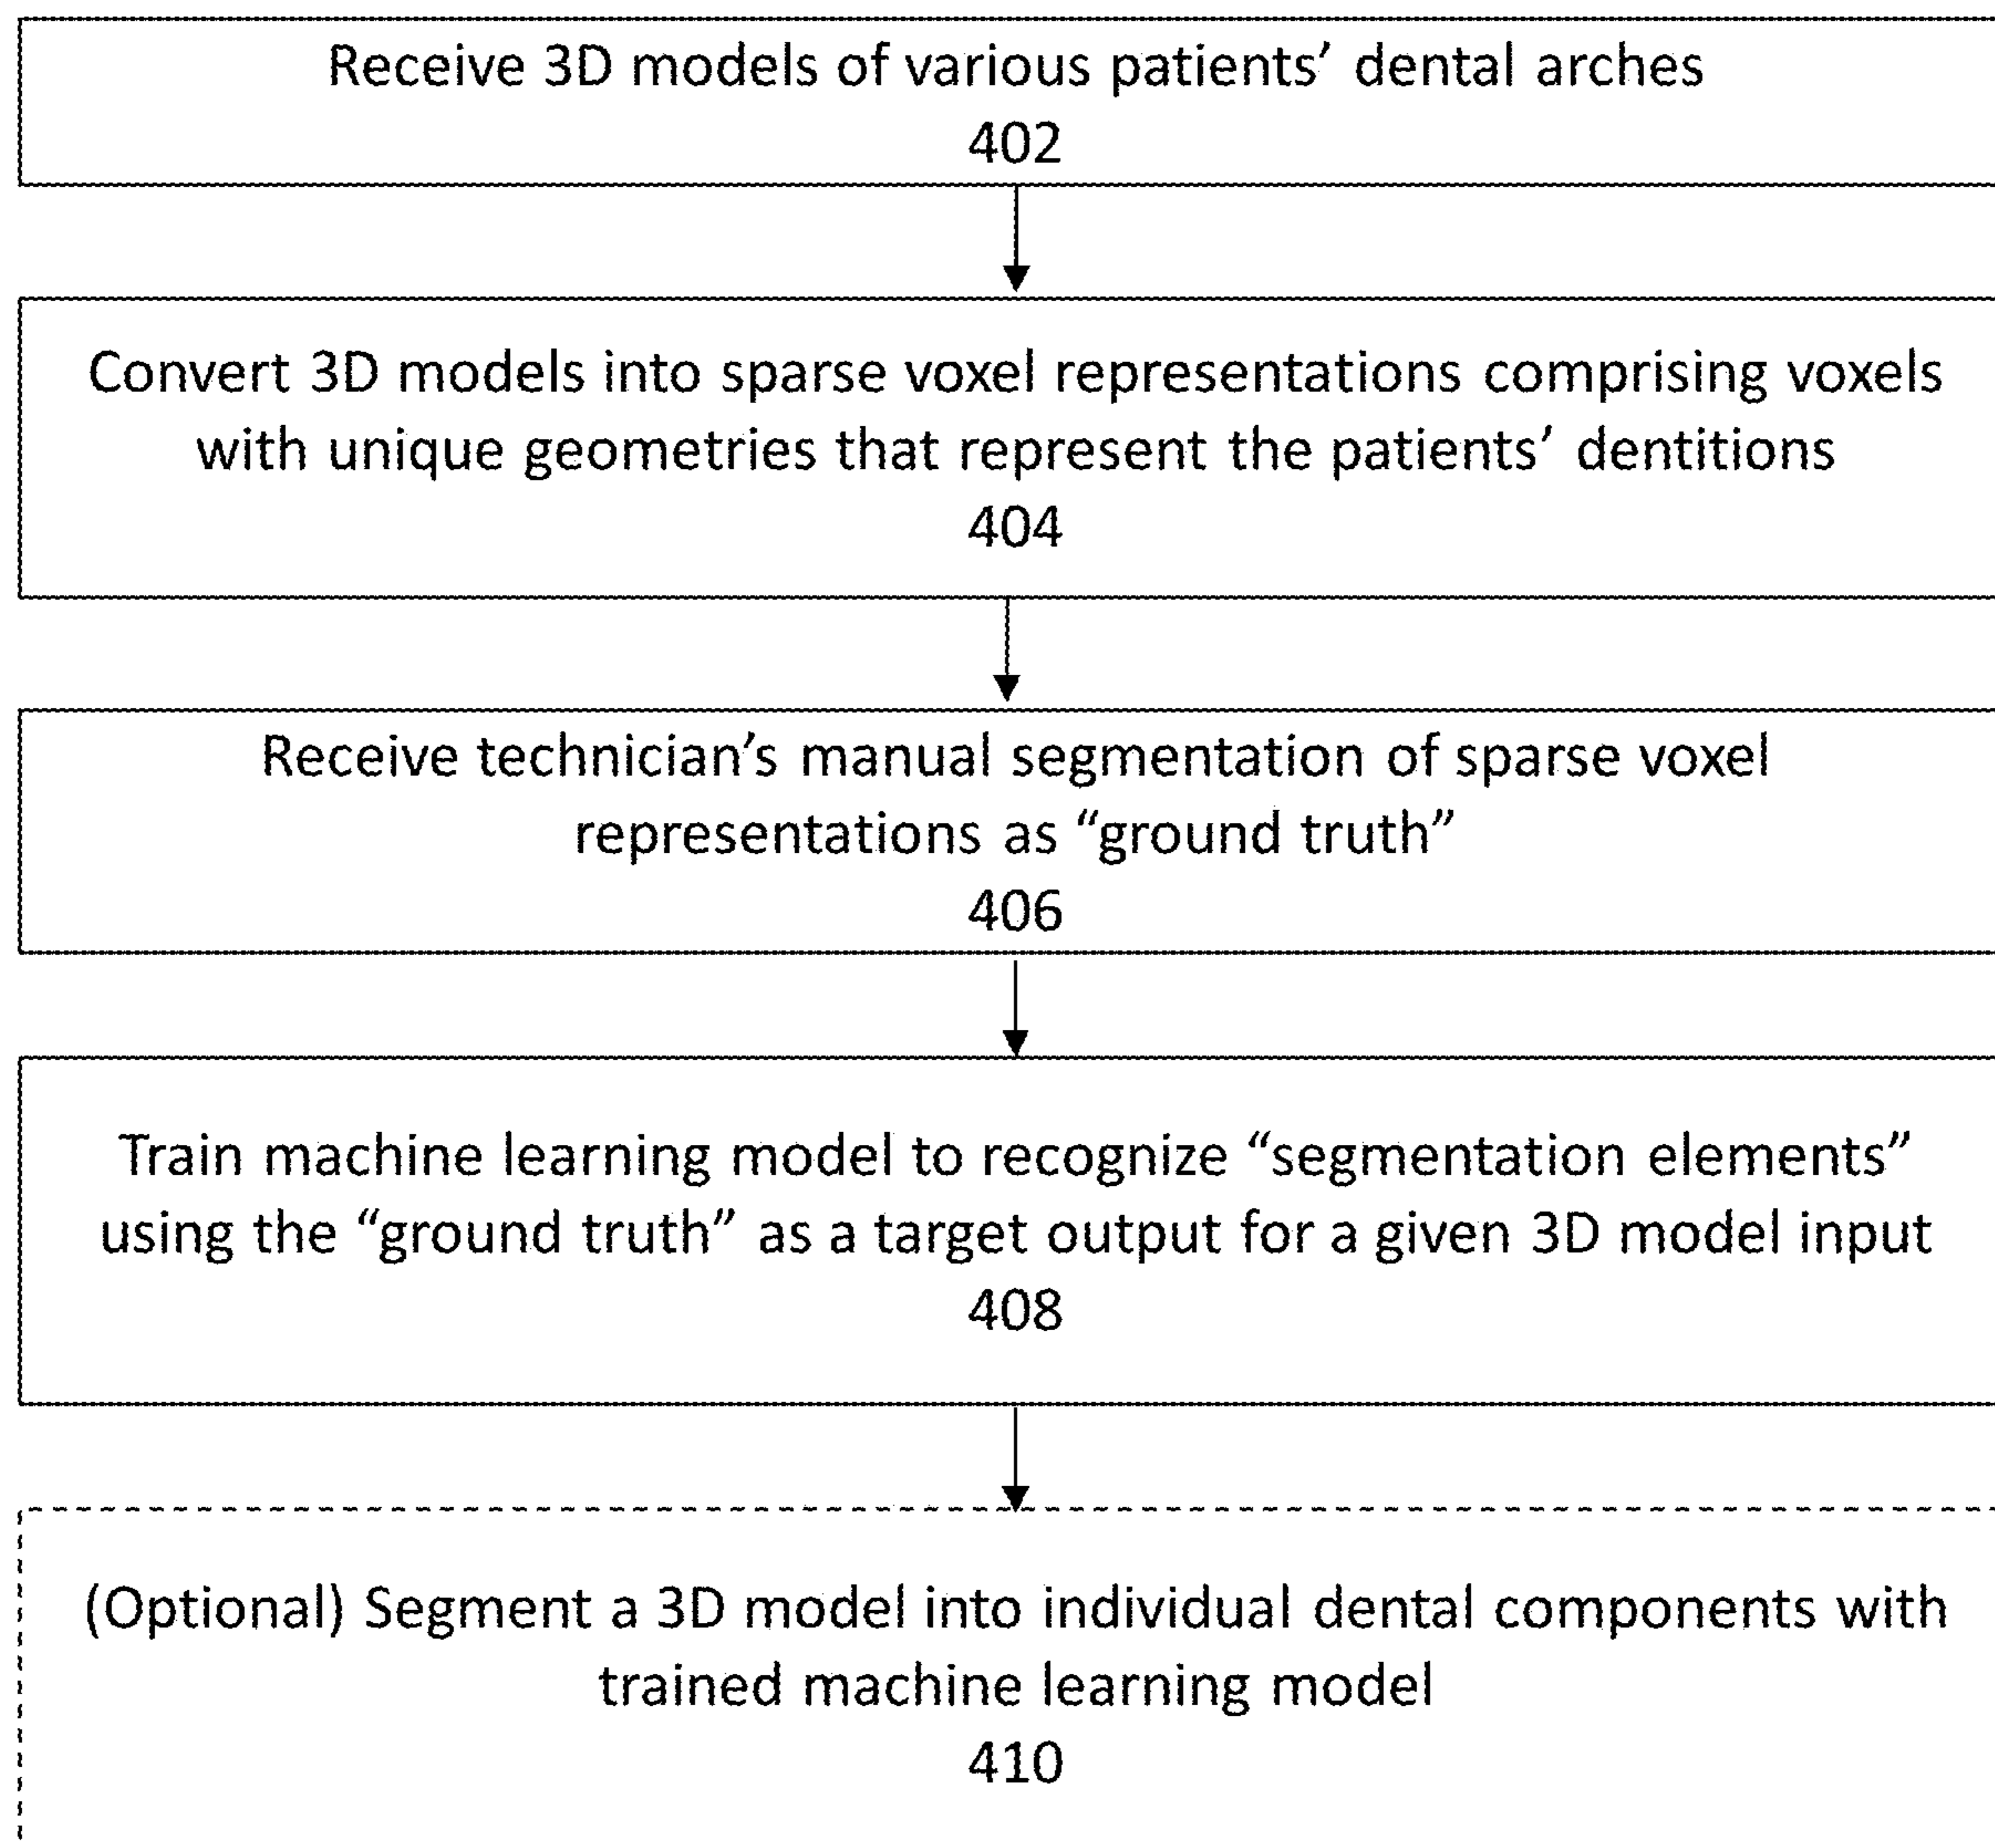 Receive 3D models of various patients’ dental arches
402
Convert 3D models into sparse voxel representations comprising voxels
with unique geometries that represent the patients’ dentitions
404
Receive technician’s manual segmentation of sparse voxel
representations as “ground truth”
406
Train machine learning model to recognize “segmentation elements”
using the “ground truth” as a target output for a given 3D model input
408
(Optional) Segment a 3D model into individual dental components with
trained machine learning model
410